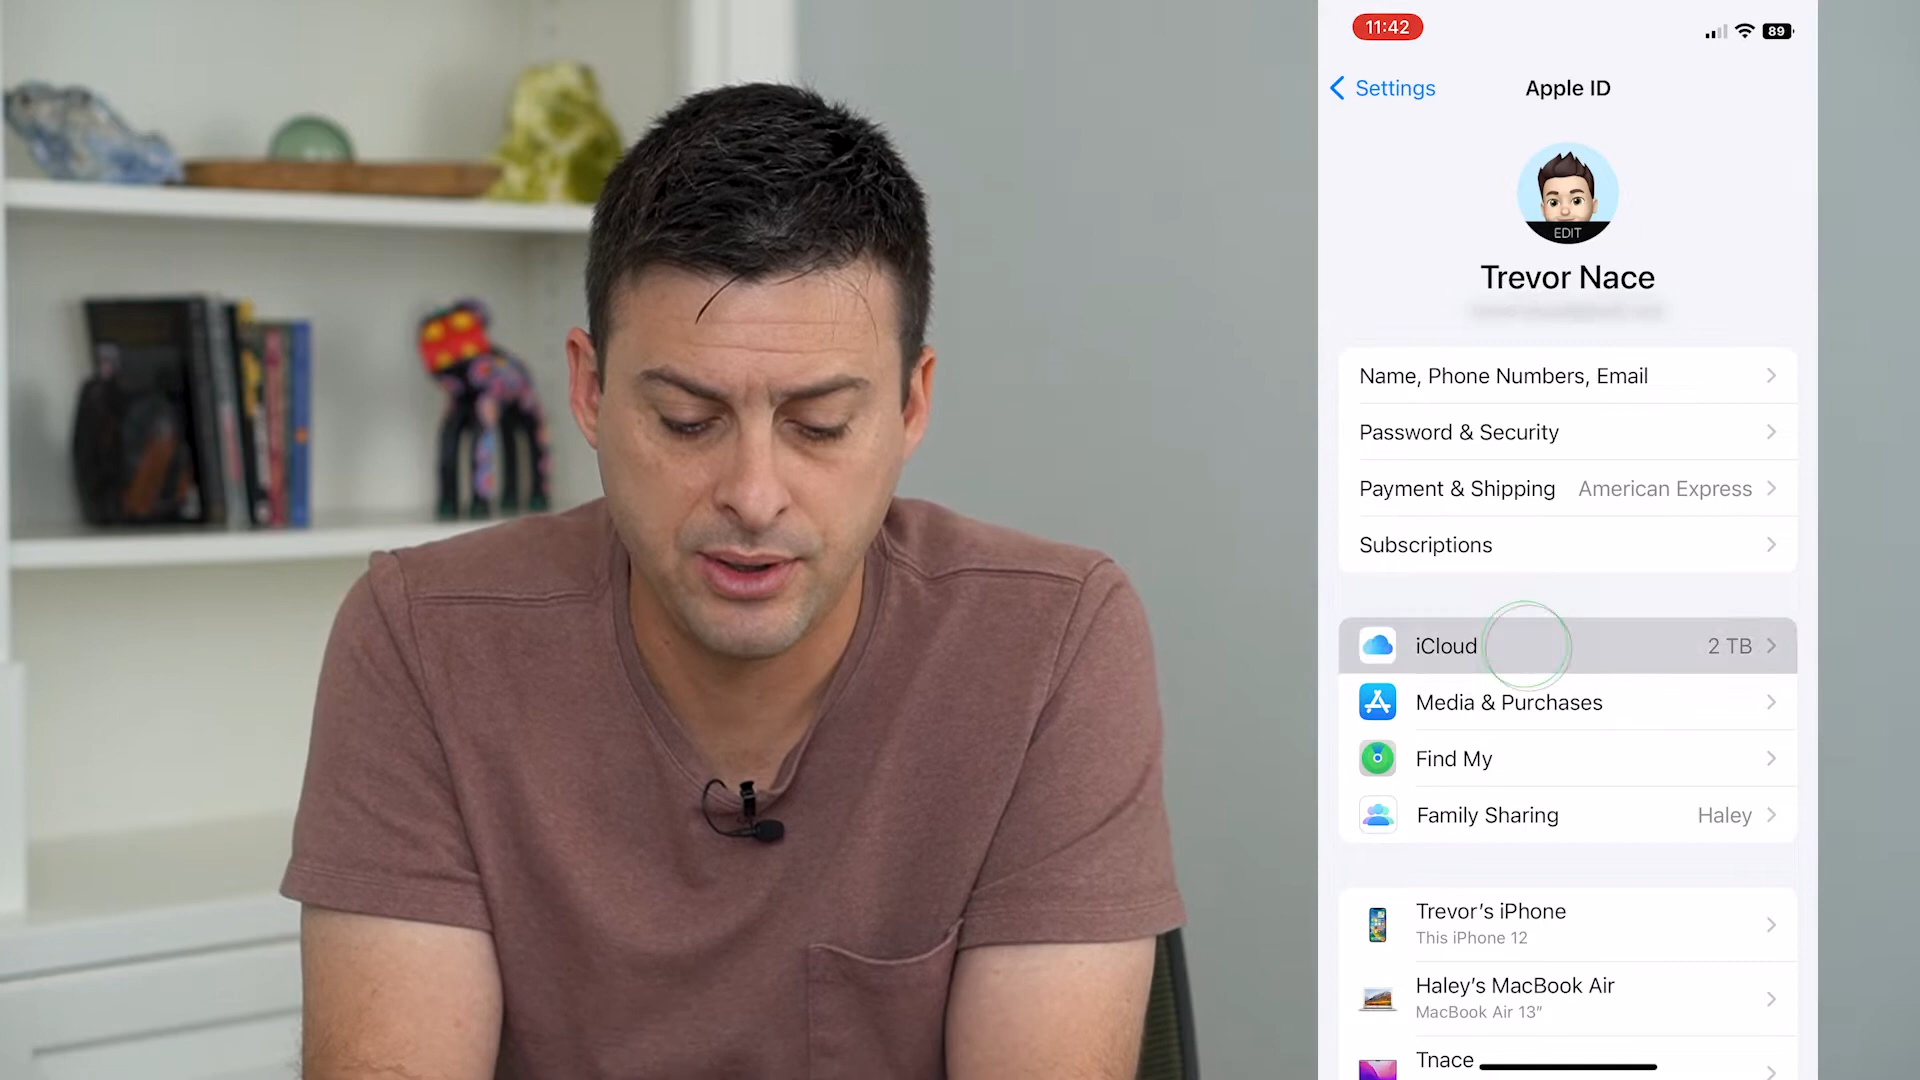 11:42
89
Settings
Apple ID
EDIT
Trevor Nace
Name, Phone Numbers, Email
Password & Security
Payment & Shipping American Express
Subscriptions
iCloud 2 TB
Media & Purchases
Find My
Family Sharing Haley
Trevor's iPhone
This iPhone 12
Haley's MacBook Air
MacBook Air 13"
Tnace